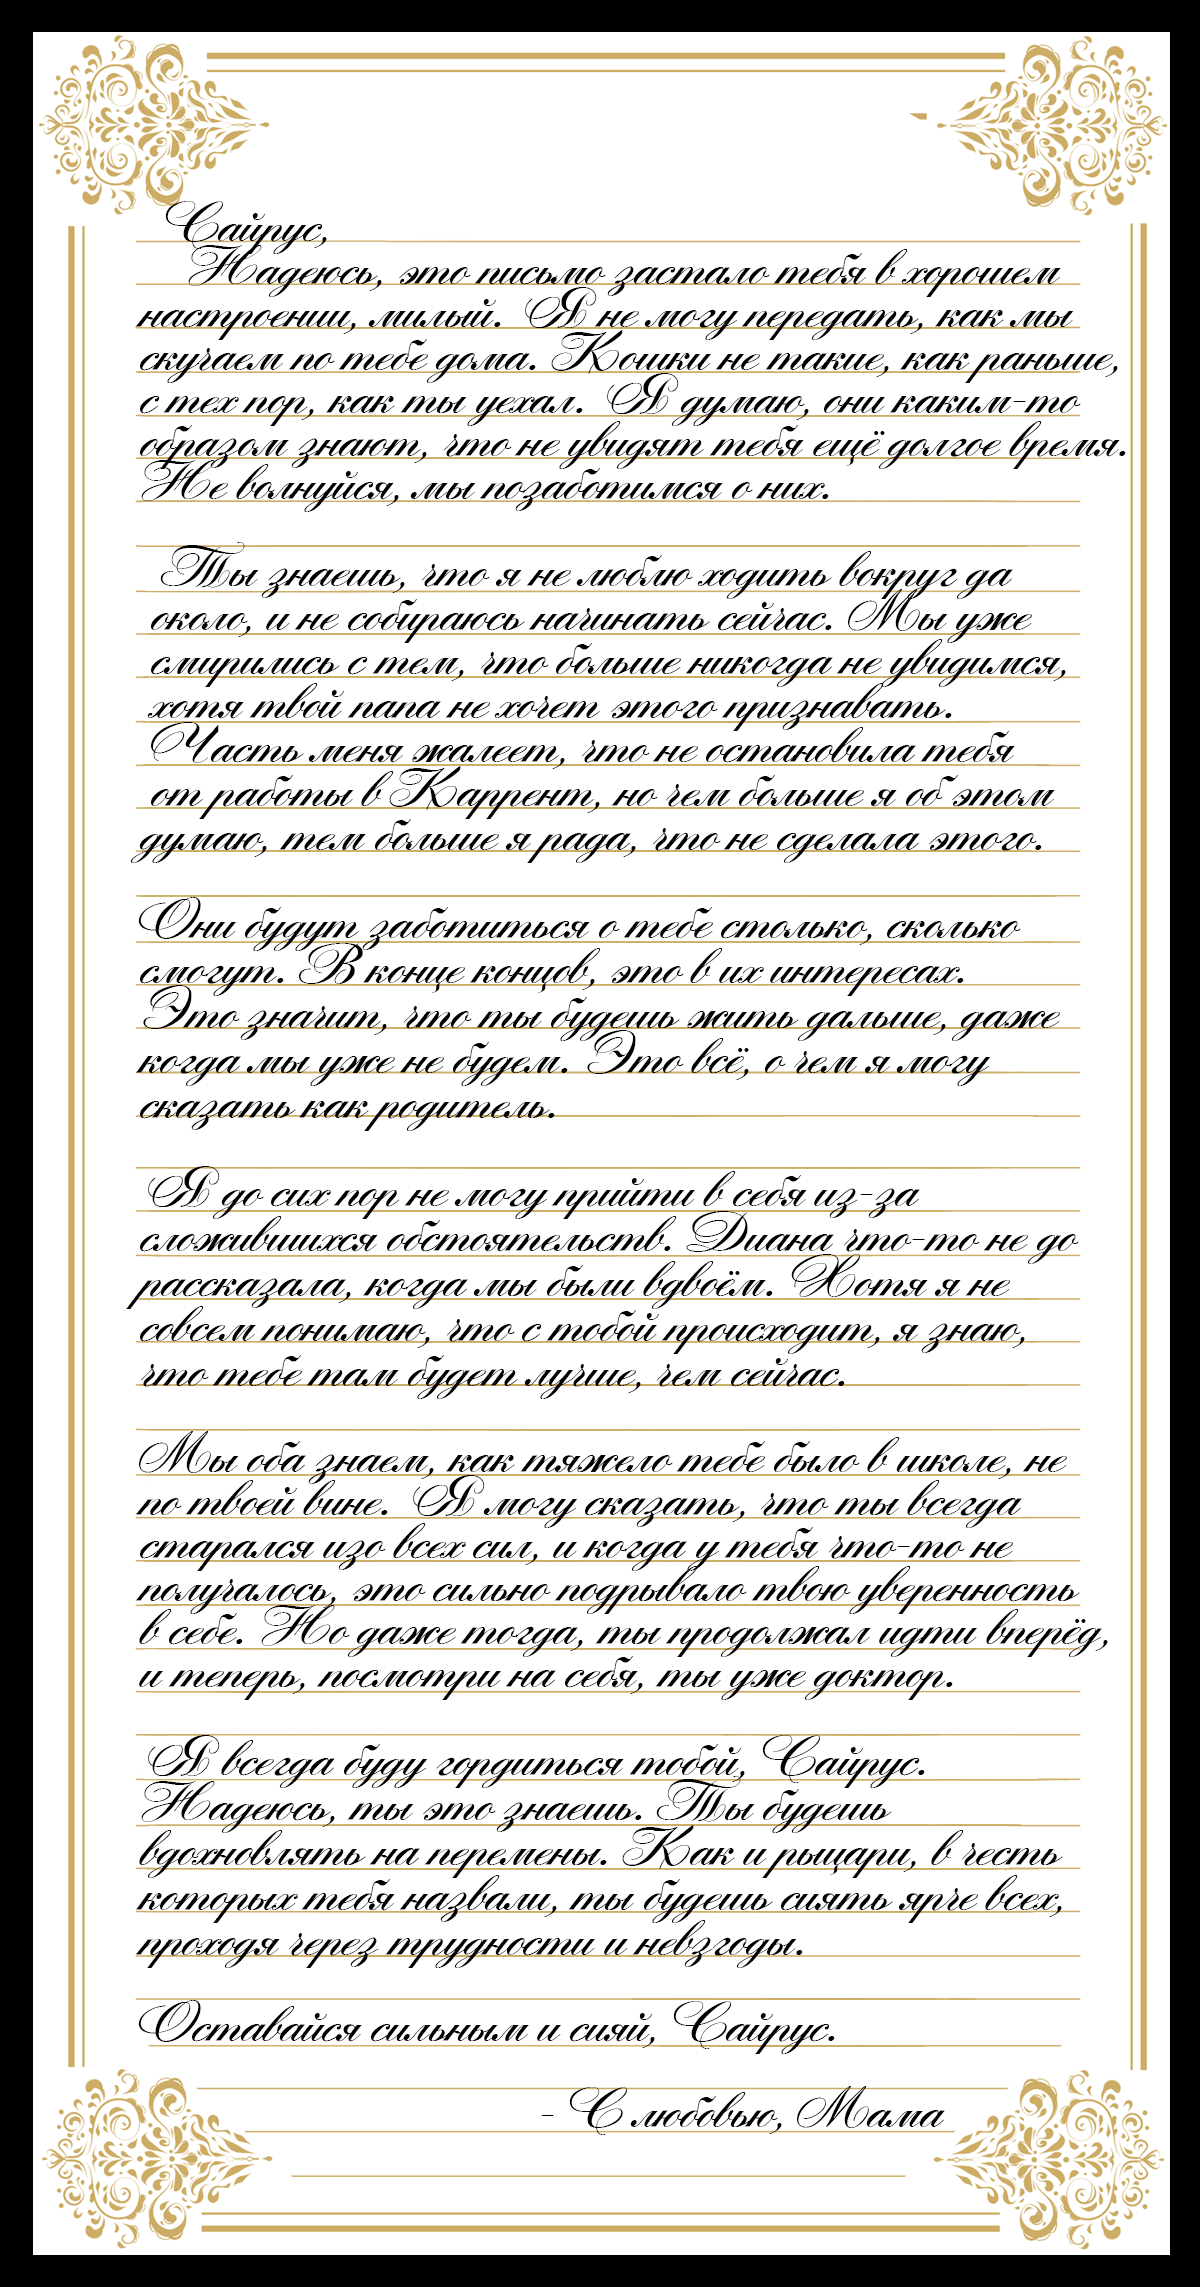 Сайрус,
Надеюсь, это письмо застало тебя в хорошем
настроении, милый. Я не могу передать, как мы
скучаем по тебе дома. Кошки не такие, как раньше,
с тех пор, как ты уехал. Я думаю, они каким-то
образом знают, что не увидят тебя ещё долгое время.
Не волнуйся, мы позаботимся о них.
Ты знаешь, что я не люблю ходить вокруг да
около, и не собираюсь начинать сейчас. Мы уже
смирились с тем, что больше никогда не увидимся,
хотя твой папа не хочет этого признавать.
Часть меня жалеет, что не остановила тебя
от работы в Каррент, но чем больше я об этом
думаю, тем больше я рада, что не сделала этого.
Они будут заботиться о тебе столько, сколько
смогут. В конце концов, это в их интересах.
Это значит, что ты будешь жить дальше, даже
когда мы уже не будем. Это всё, о чем я могу
сказать как родитель.
Я до сих пор не могу прийти в себя из-за
сложившихся обстоятельств. Диана что-то не до
рассказала, когда мы были вдвоём. Хотя я не
совсем понимаю, что с тобой происходит, я знаю,
что тебе там будет лучше, чем сейчас.
Мы оба знаем, как тяжело тебе было в школе, не
по твоей вине. Я могу сказать, что ты всегда
старался изо всех сил, и когда у тебя что-то не
получалось, это сильно подрывало твою уверенность
в себе. Но даже тогда, ты продолжал идти вперёд,
и теперь, посмотри на себя, ты уже доктор.
Я всегда буду гордиться тобой, Сайрус.
Надеюсь, ты это знаешь. Ты будешь
вдохновлять на перемены. Как и рыцари, в честь
которых тебя назвали, ты будешь сиять ярче всех,
проходя через трудности и невзгоды.
Оставайся сильным и сияй, Сайрус.
- С любовью, Мама